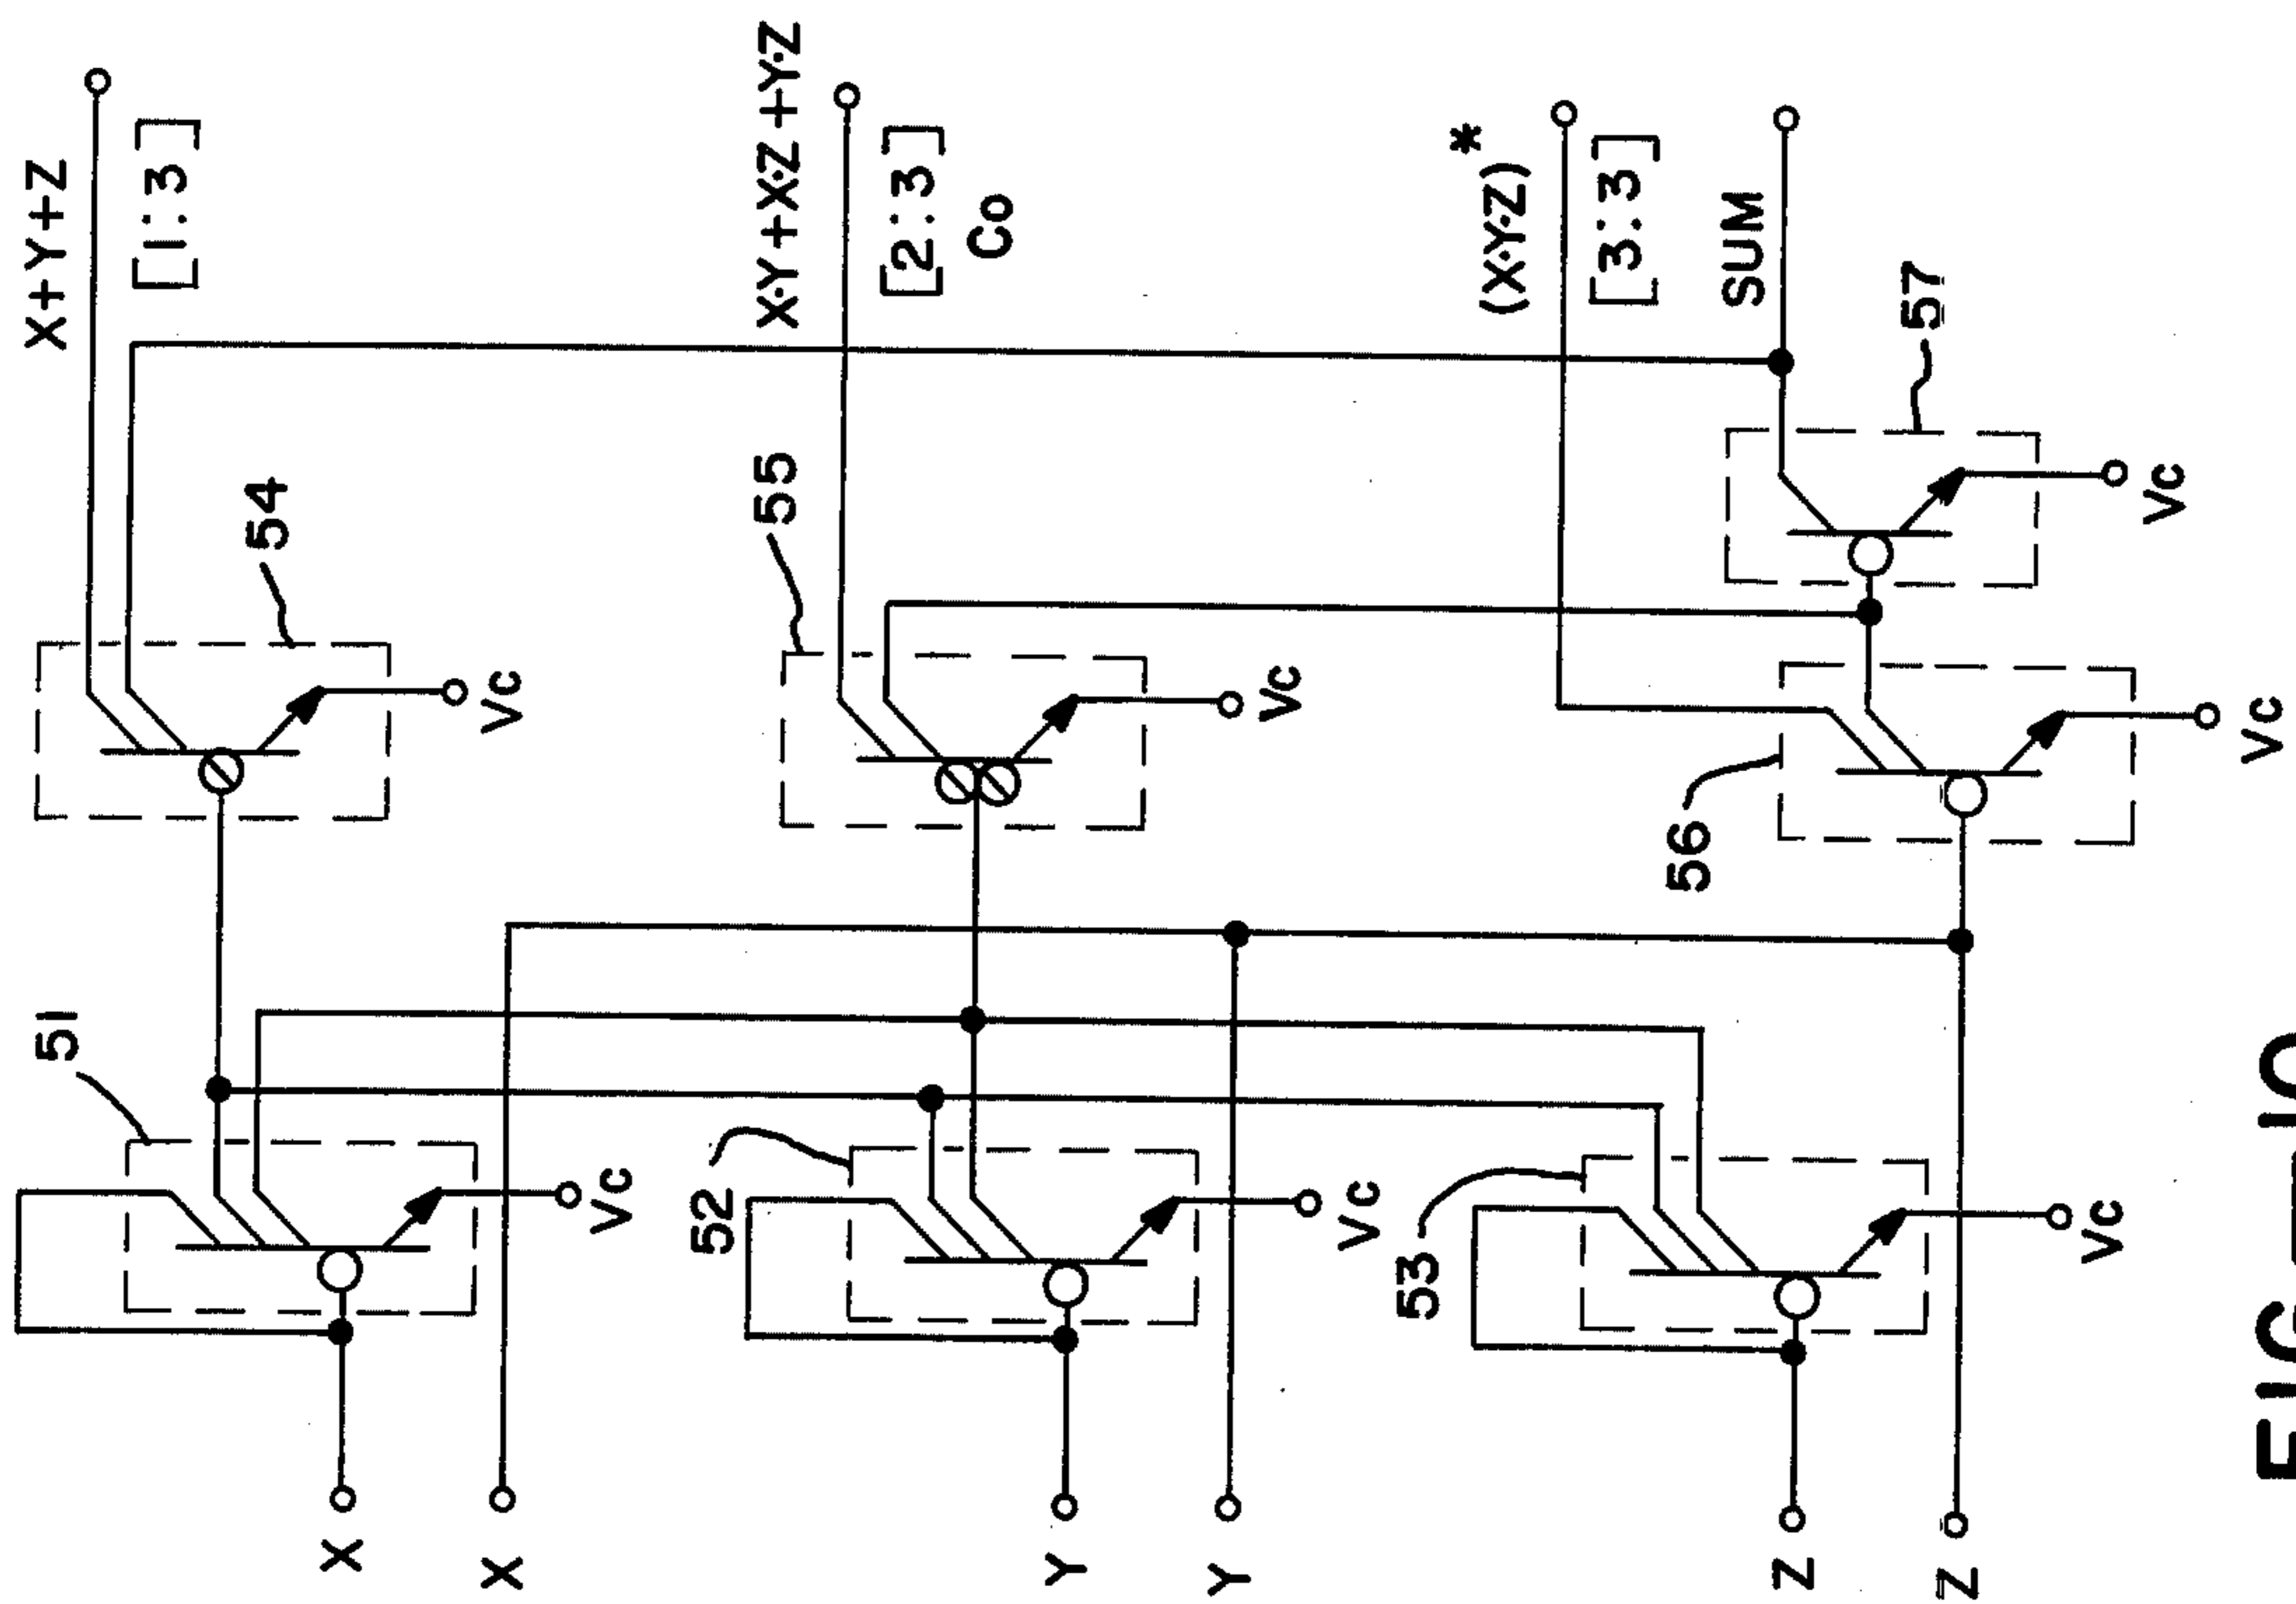 X+Y+Z
[1:3]
54
Vc
51
Vc
X
X
X·Y+X·Z+Y·Z
[2:3]
Co
55
Vc
52
Vc
Y
Y
(X·Y·Z)*
[3:3]
SUM
57
Vc
56
Vc
53
Vc
Z
Z